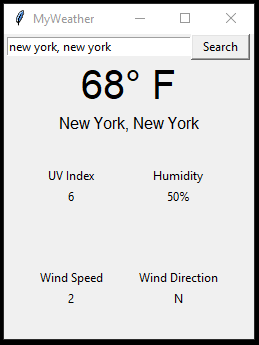 MyWeather
new york, new york Search
68° F
New York, New York
UV Index Humidity
6 50%
Wind Speed Wind Direction
2 N